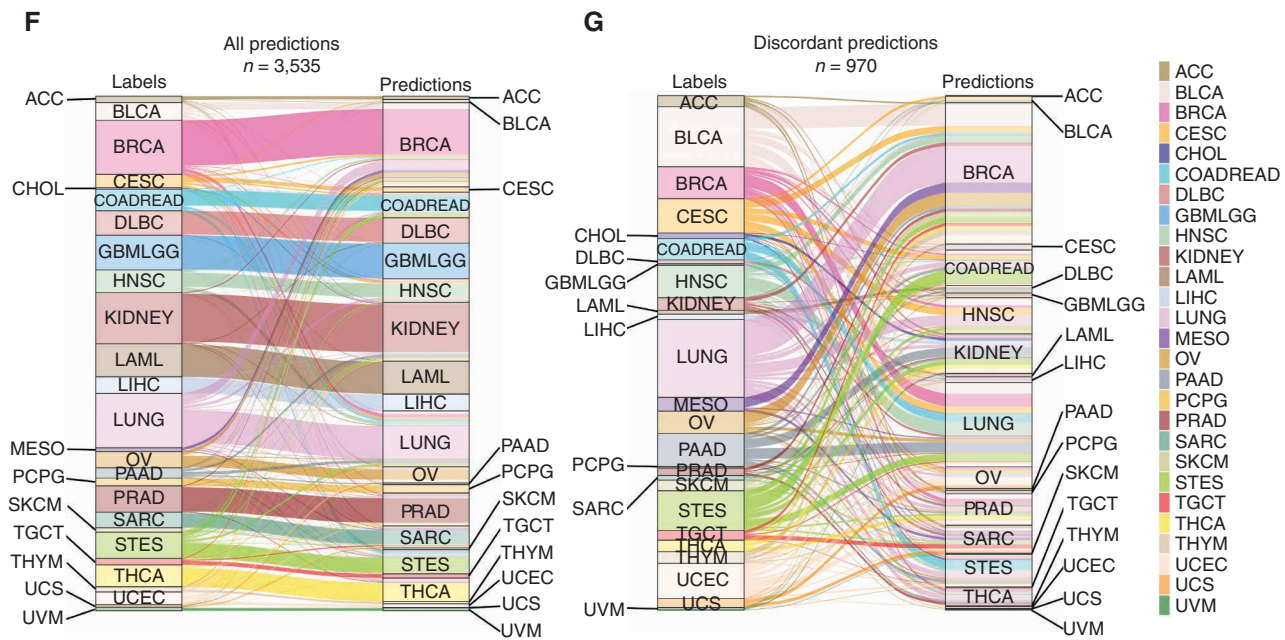 F
All predictions
n = 3,535
Labels
Predictions
ACC
BLCA
BRCA
CHOL
CESC
COADREAD
DLBC
GBMLGG
HNSC
KIDNEY
LAML
LIHC
LUNG
MESO
OV
PCPG
PAAD
PRAD
SKCM
SARC
TGCT
STES
THYM
THCA
UCS
UCEC
UVM
ACC
BLCA
BRCA
CESC
COADREAD
DLBC
GBMLGG
HNSC
KIDNEY
LAML
LIHC
LUNG
PAAD
OV
PCPG
SKCM
PRAD
TGCT
SARC
THYM
STES
UCEC
THCA
UCS
UVM
G
Discordant predictions
n = 970
Labels
Predictions
ACC
BLCA
BRCA
CESC
CHOL
COADREAD
DLBC
GBMLGG
HNSC
LAML
KIDNEY
LIHC
LUNG
MESO
OV
PAAD
PCPG
PRAD
SKCM
SARC
STES
TGCT
THCA
THYM
UCEC
UCS
UVM
ACC
BLCA
BRCA
CESC
COADREAD
DLBC
GBMLGG
HNSC
LAML
KIDNEY
LIHC
PAAD
LUNG
PCPG
OV
SKCM
PRAD
TGCT
SARC
THYM
STES
UCEC
THCA
UCS
UVM
ACC
BLCA
BRCA
CESC
CHOL
COADREAD
DLBC
GBMLGG
HNSC
KIDNEY
LAML
LIHC
LUNG
MESO
OV
PAAD
PCPG
PRAD
SARC
SKCM
STES
TGCT
THCA
THYM
UCEC
UCS
UVM